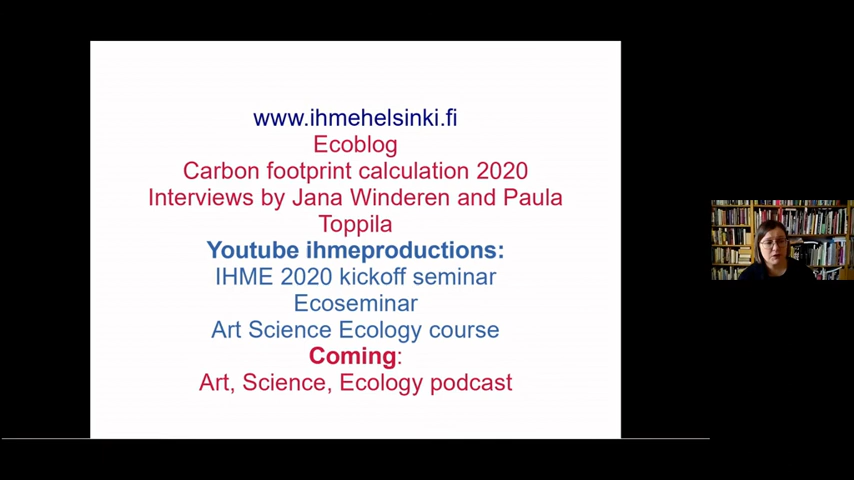 www.ihmehelsinki.fi
Ecoblog
Carbon footprint calculation 2020
Interviews by Jana Winderen and Paula
Toppila
Youtube ihmeproductions:
IHME 2020 kickoff seminar
Ecoseminar
Art Science Ecology course
Coming:
Art, Science, Ecology podcast